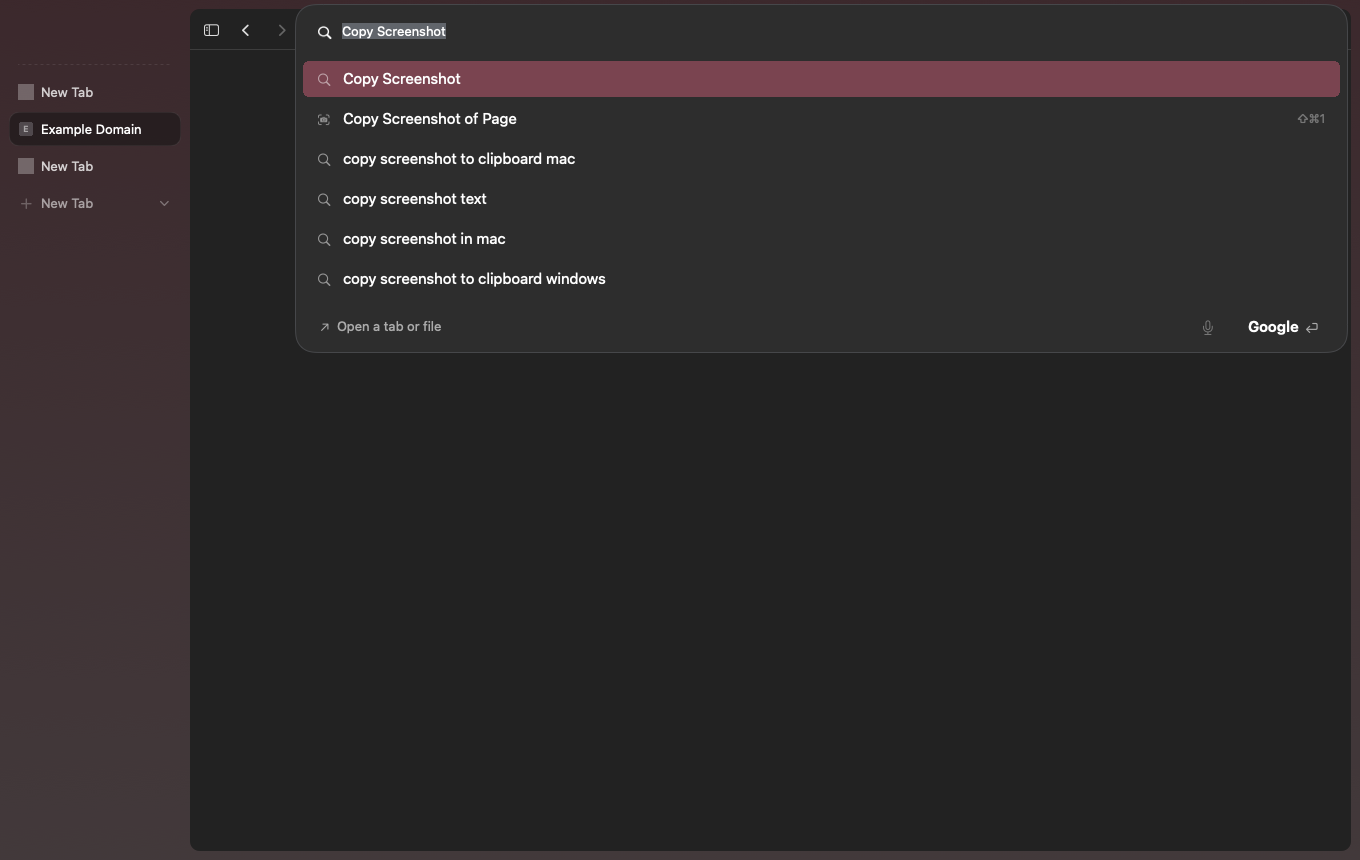 Copy Screenshot
Copy Screenshot
Copy Screenshot of Page ⇧⌘1
copy screenshot to clipboard mac
copy screenshot text
copy screenshot in mac
copy screenshot to clipboard windows
Open a tab or file
Google
New Tab
E Example Domain
New Tab
New Tab